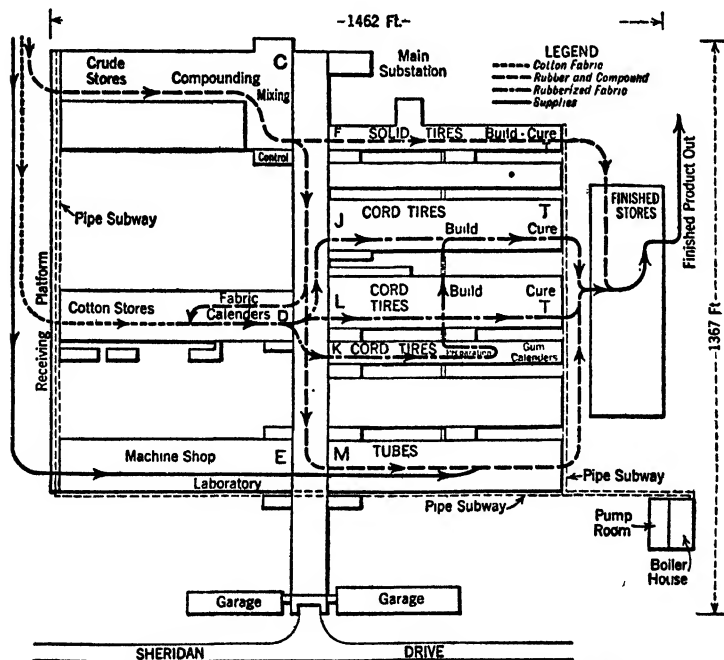 -1462 Ft.-
Crude Stores
Compounding
C
Mixing
Control
Main Substation
LEGEND
Cotton Fabric
Rubber and Compound
Rubberized Fabric
Supplies
F SOLID TIRES Build - Cure
T
Pipe Subway
J CORD TIRES T
Build Cure
FINISHED STORES
Finished Product Out
Receiving Platform
Cotton Stores
Fabric Calenders D
L CORD TIRES
Build
Cure T
K CORD TIRES
Preparation
Gum Calenders
1367 Ft.
Machine Shop E
Laboratory
M TUBES
Pipe Subway
Pipe Subway
Pump Room
Boiler House
Garage
Garage
SHERIDAN DRIVE